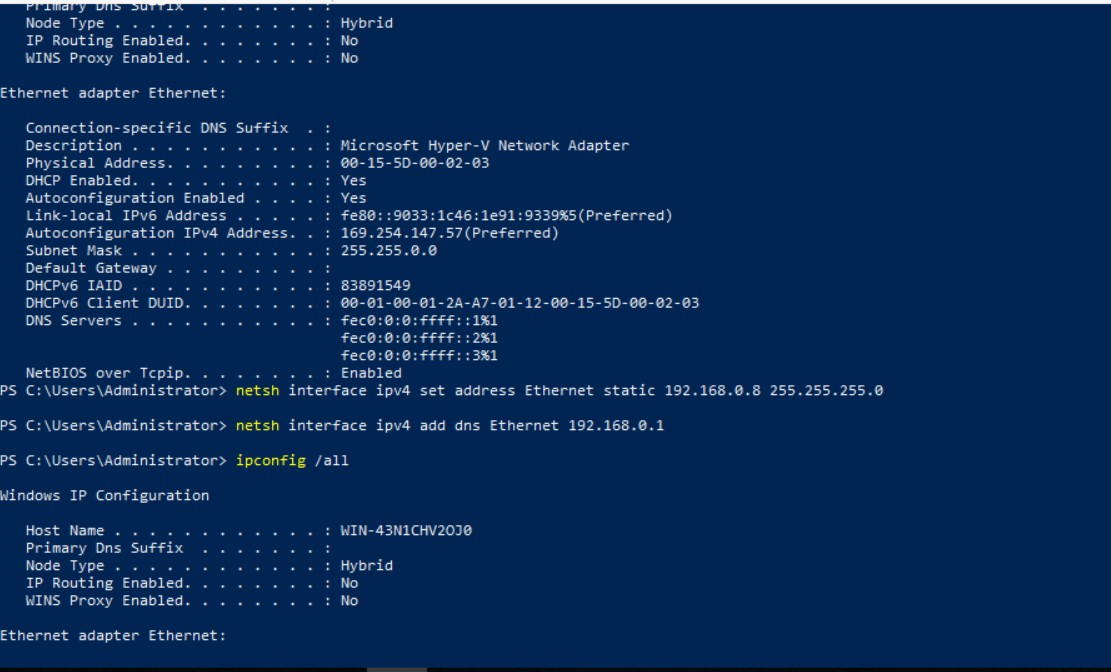 Primary Dns Suffix  . . . . . . . :
Node Type . . . . . . . . . . . . : Hybrid
IP Routing Enabled. . . . . . . . : No
WINS Proxy Enabled. . . . . . . . : No
Ethernet adapter Ethernet:
Connection-specific DNS Suffix  . :
Description . . . . . . . . . . . : Microsoft Hyper-V Network Adapter
Physical Address. . . . . . . . . : 00-15-5D-00-02-03
DHCP Enabled. . . . . . . . . . . : Yes
Autoconfiguration Enabled . . . . : Yes
Link-local IPv6 Address . . . . . : fe80::9033:1c46:1e91:9339%5(Preferred)
Autoconfiguration IPv4 Address. . : 169.254.147.57(Preferred)
Subnet Mask . . . . . . . . . . . : 255.255.0.0
Default Gateway . . . . . . . . . :
DHCPv6 IAID . . . . . . . . . . . : 83891549
DHCPv6 Client DUID. . . . . . . . : 00-01-00-01-2A-A7-01-12-00-15-5D-00-02-03
DNS Servers . . . . . . . . . . . : fec0:0:0:ffff::1%1
fec0:0:0:ffff::2%1
fec0:0:0:ffff::3%1
NetBIOS over Tcpip. . . . . . . . : Enabled
PS C:\Users\Administrator> netsh interface ipv4 set address Ethernet static 192.168.0.8 255.255.255.0
PS C:\Users\Administrator> netsh interface ipv4 add dns Ethernet 192.168.0.1
PS C:\Users\Administrator> ipconfig /all
Windows IP Configuration
Host Name . . . . . . . . . . . . : WIN-43N1CHV2OJ0
Primary Dns Suffix  . . . . . . . :
Node Type . . . . . . . . . . . . : Hybrid
IP Routing Enabled. . . . . . . . : No
WINS Proxy Enabled. . . . . . . . : No
Ethernet adapter Ethernet: